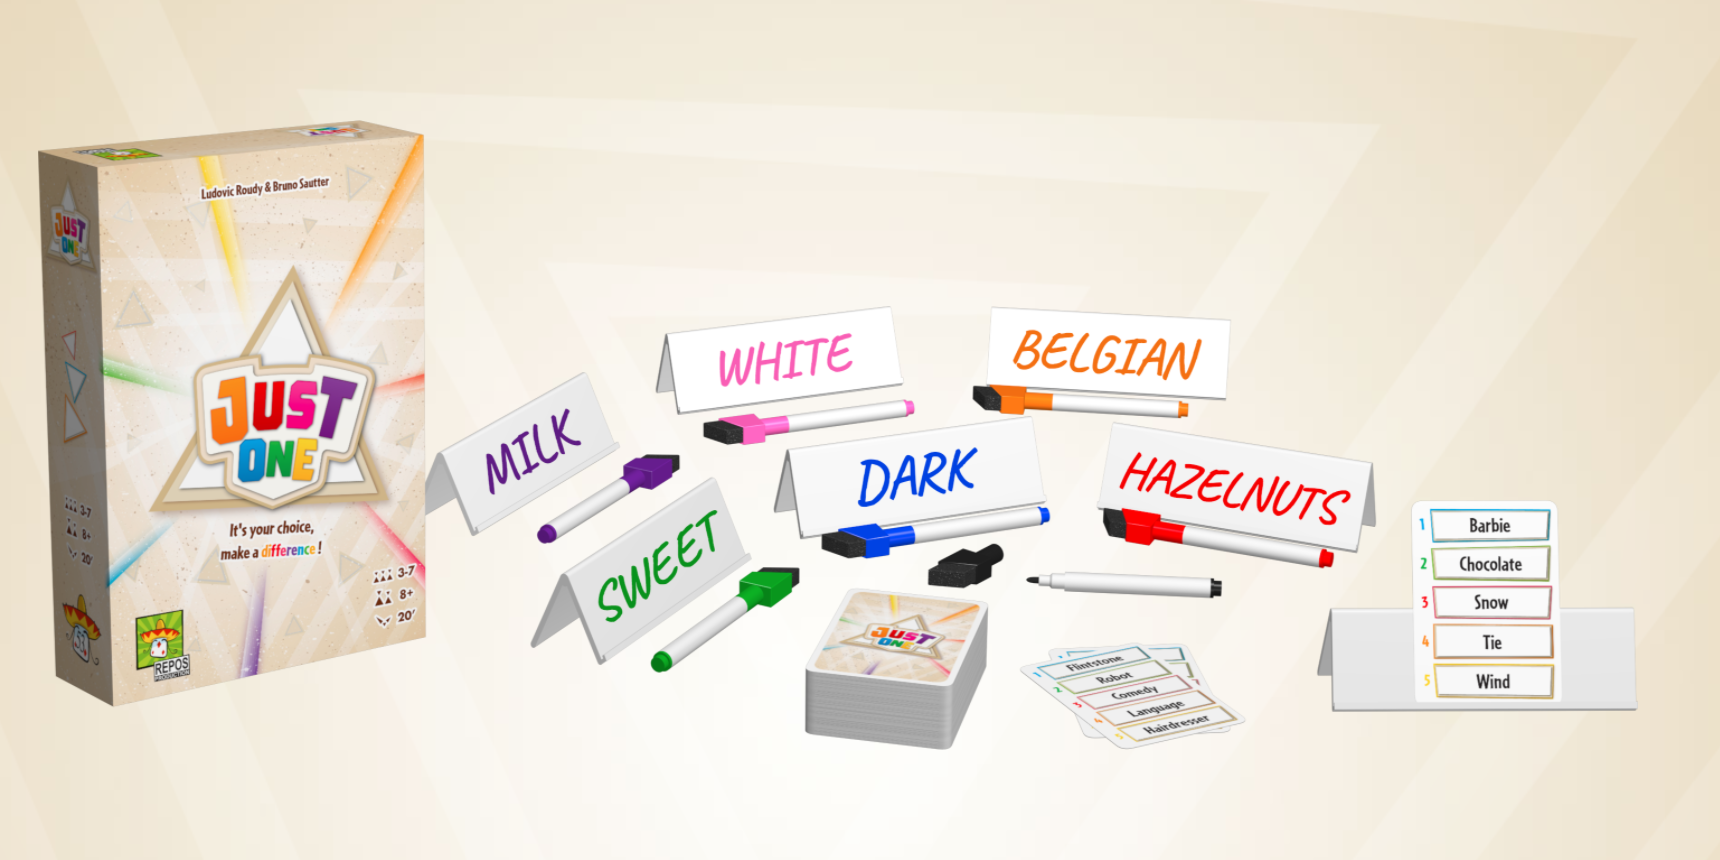 Ludovic Roudy & Bruno Sautter
JUST
ONE
It's your choice,
make a difference !
3-7
8+
20'
REPOS
PRODUCTION
JUST
ONE
3-7
8+
20'
MILK
WHITE
BELGIAN
SWEET
DARK
HAZELNUTS
JUST
ONE
1 Flintstone
2 Robot
3 Comedy
4 Language
5 Hairdresser
1 Barbie
2 Chocolate
3 Snow
4 Tie
5 Wind